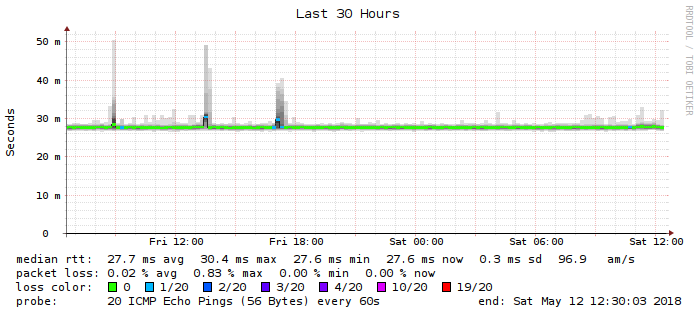 Last 30 Hours
RRDTOOL / TOBI OETIKER
Seconds
50 m
40 m
30 m
20 m
10 m
0
Fri 12:00 Fri 18:00 Sat 00:00 Sat 06:00 Sat 12:00
median rtt: 27.7 ms avg 30.4 ms max 27.6 ms min 27.6 ms now 0.3 ms sd 96.9 am/s
packet loss: 0.02 % avg 0.83 % max 0.00 % min 0.00 % now
loss color: 0 1/20 2/20 3/20 4/20 10/20 19/20
probe: 20 ICMP Echo Pings (56 Bytes) every 60s end: Sat May 12 12:30:03 2018